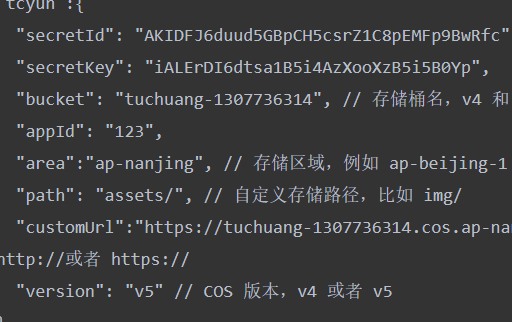 tcyun":{
"secretId": "AKIDFJ6duud5GBpCH5csrZ1C8pEMFp9BwRfc"
"secretKey": "iALErDI6dtsa1B5i4AzXooXzB5i5B0Yp",
"bucket": "tuchuang-1307736314", // 存储桶名，v4 和
"appId": "123",
"area":"ap-nanjing", // 存储区域，例如 ap-beijing-1
"path": "assets/", // 自定义存储路径，比如 img/
"customUrl":"https://tuchuang-1307736314.cos.ap-nan
http://或者 https://
"version": "v5" // COS 版本，v4 或者 v5